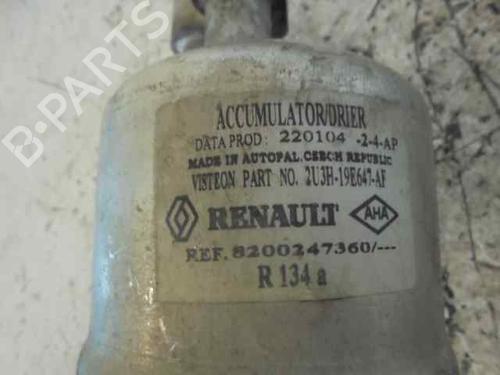 ACCUMULATOR/DRIER
DATA PROD: 220104 -2-4-AP
MADE IN AUTOPAL, CZECH REPUBLIC
VISTEON PART NO. 2U3H-19E647-AF
RENAULT AHA
REF. 8200247360/---
R 134 a
B-PARTS